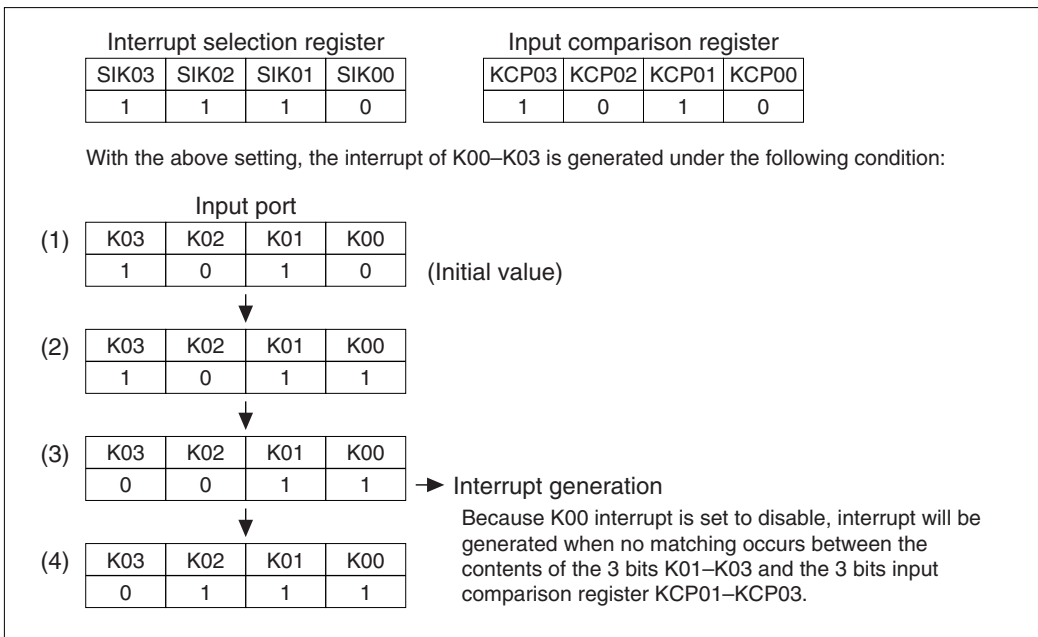 Interrupt selection register
SIK03 SIK02 SIK01 SIK00
1 1 1 0
Input comparison register
KCP03 KCP02 KCP01 KCP00
1 0 1 0
With the above setting, the interrupt of K00–K03 is generated under the following condition:
Input port
(1) K03 K02 K01 K00
1 0 1 0 (Initial value)
(2) K03 K02 K01 K00
1 0 1 1
(3) K03 K02 K01 K00
0 0 1 1 Interrupt generation
Because K00 interrupt is set to disable, interrupt will be
generated when no matching occurs between the
contents of the 3 bits K01–K03 and the 3 bits input
comparison register KCP01–KCP03.
(4) K03 K02 K01 K00
0 1 1 1